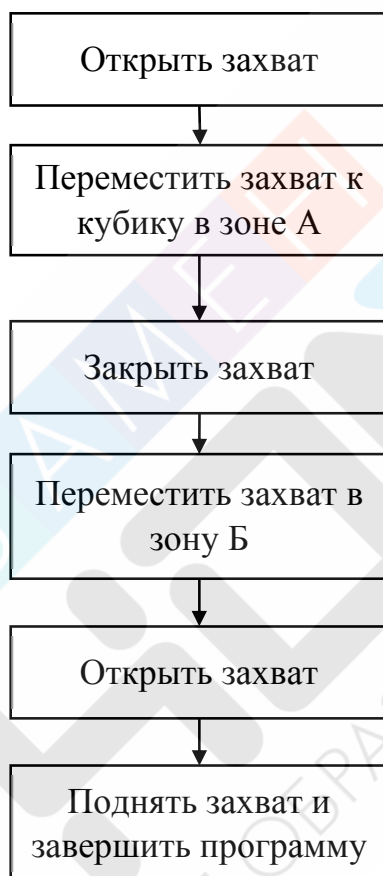 Открыть захват
Переместить захват к
кубику в зоне А
Закрыть захват
Переместить захват в
зону Б
Открыть захват
Поднять захват и
завершить программу